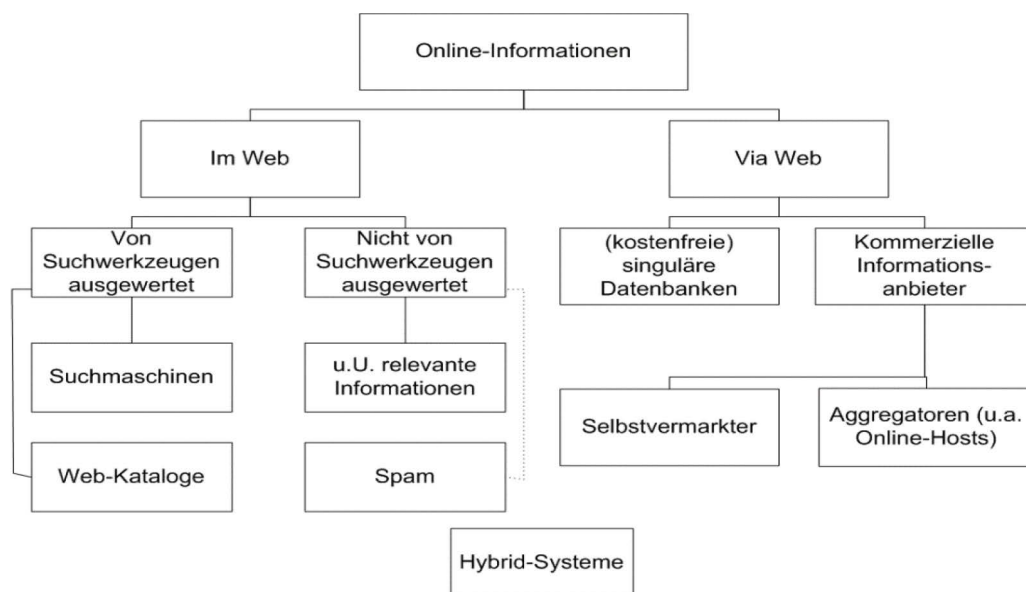 Online-Informationen
Im Web
Via Web
Von
Suchwerkzeugen
ausgewertet
Nicht von
Suchwerkzeugen
ausgewertet
(kostenfreie)
singuläre
Datenbanken
Kommerzielle
Informations-
anbieter
Suchmaschinen
u.U. relevante
Informationen
Selbstvermarkter
Aggregatoren (u.a.
Online-Hosts)
Web-Kataloge
Spam
Hybrid-Systeme